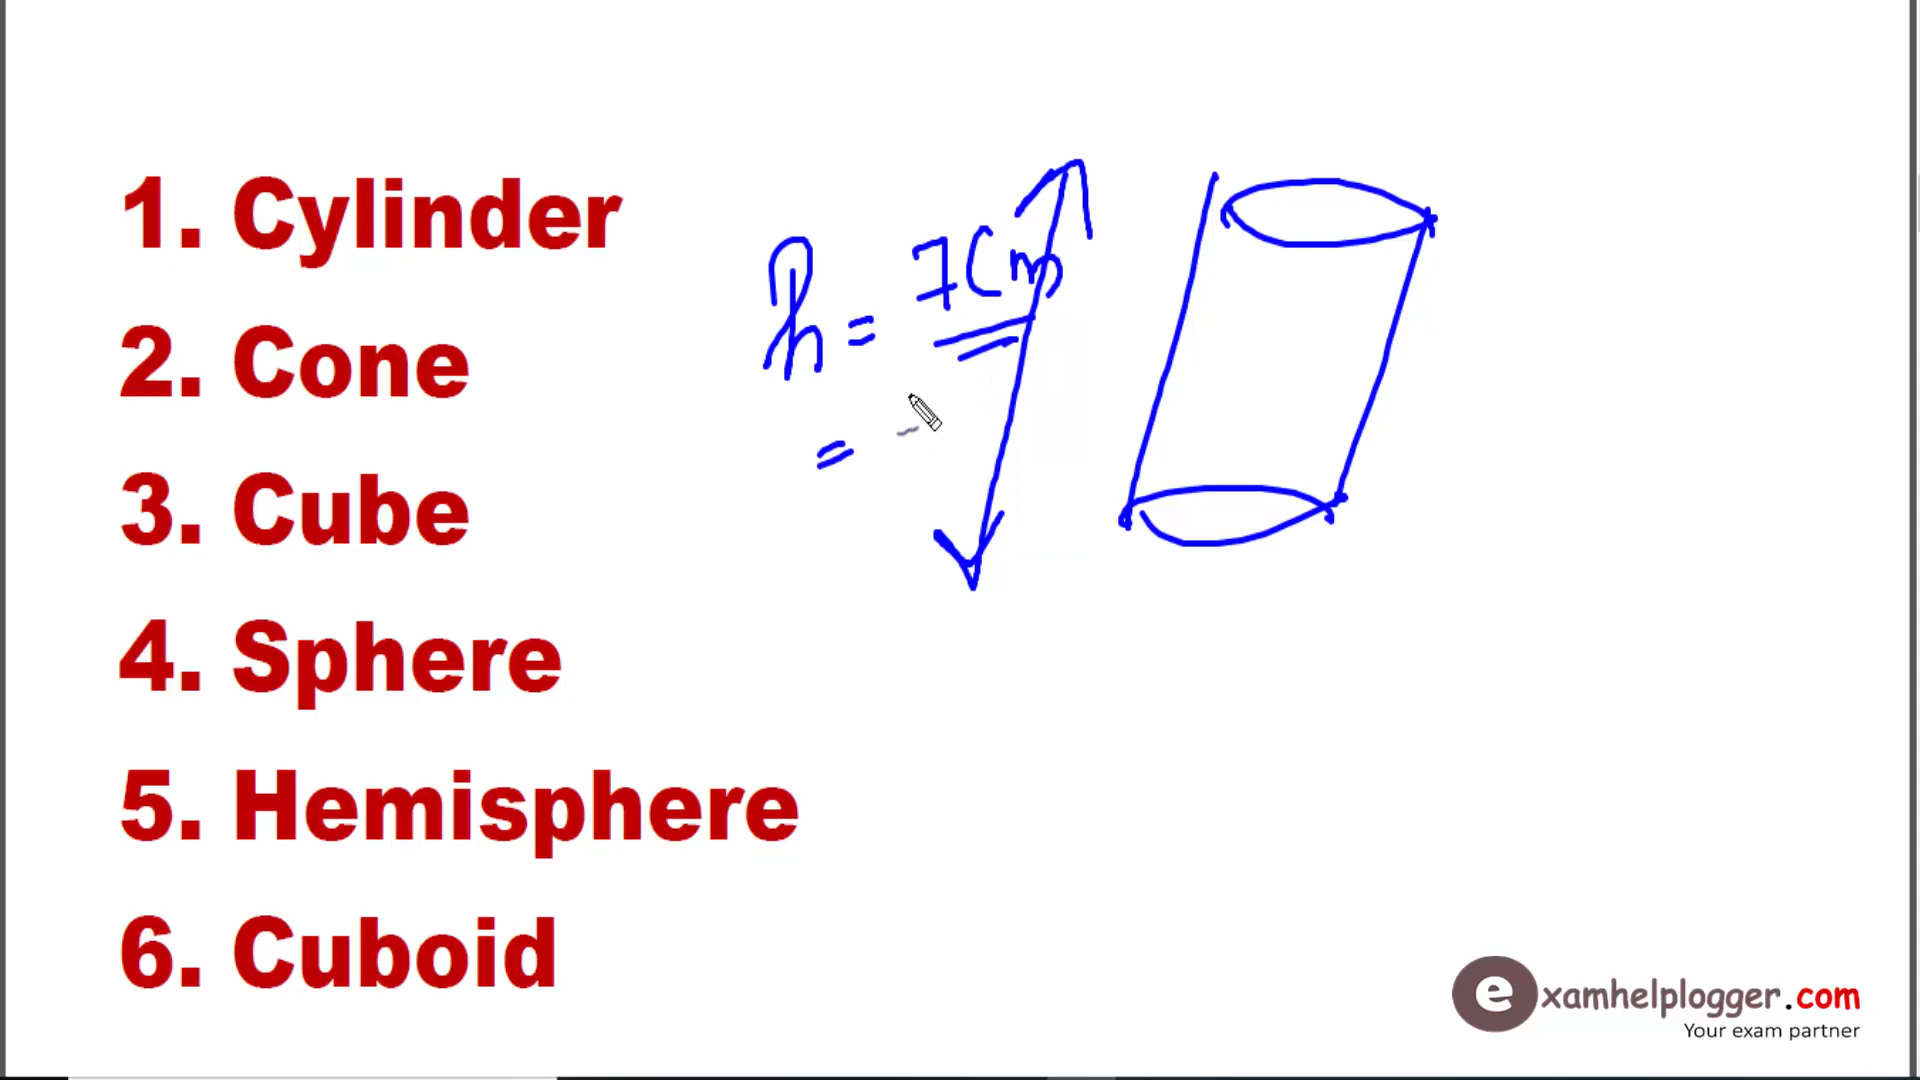 1. Cylinder
2. Cone
3. Cube
4. Sphere
5. Hemisphere
6. Cuboid
h = 7cm
=
examhelplogger.com
Your exam partner